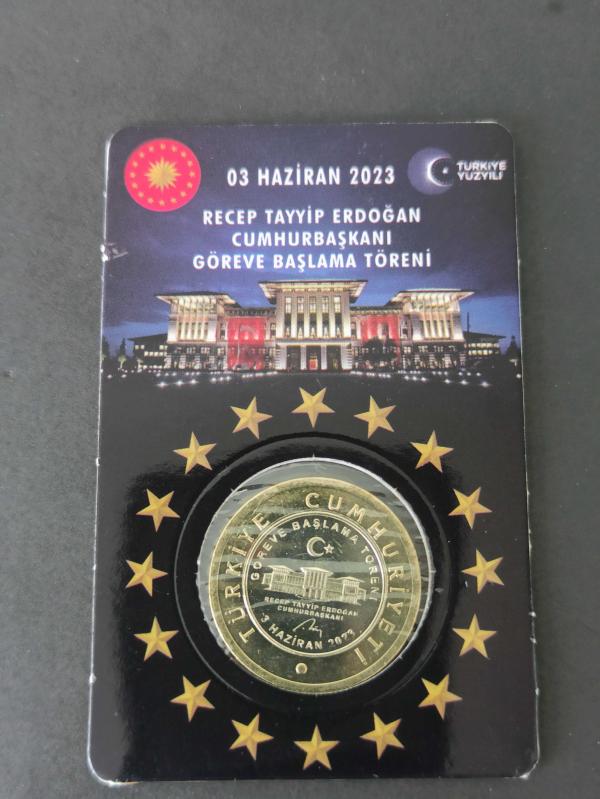 03 HAZİRAN 2023
TÜRKİYE
YÜZYILI
RECEP TAYYİP ERDOĞAN
CUMHURBAŞKANI
GÖREVE BAŞLAMA TÖRENİ
TÜRKİYE CUMHURİYETİ
GÖREVE BAŞLAMA TÖRENİ
RECEP TAYYİP ERDOĞAN
CUMHURBAŞKANI
3 HAZİRAN 2023